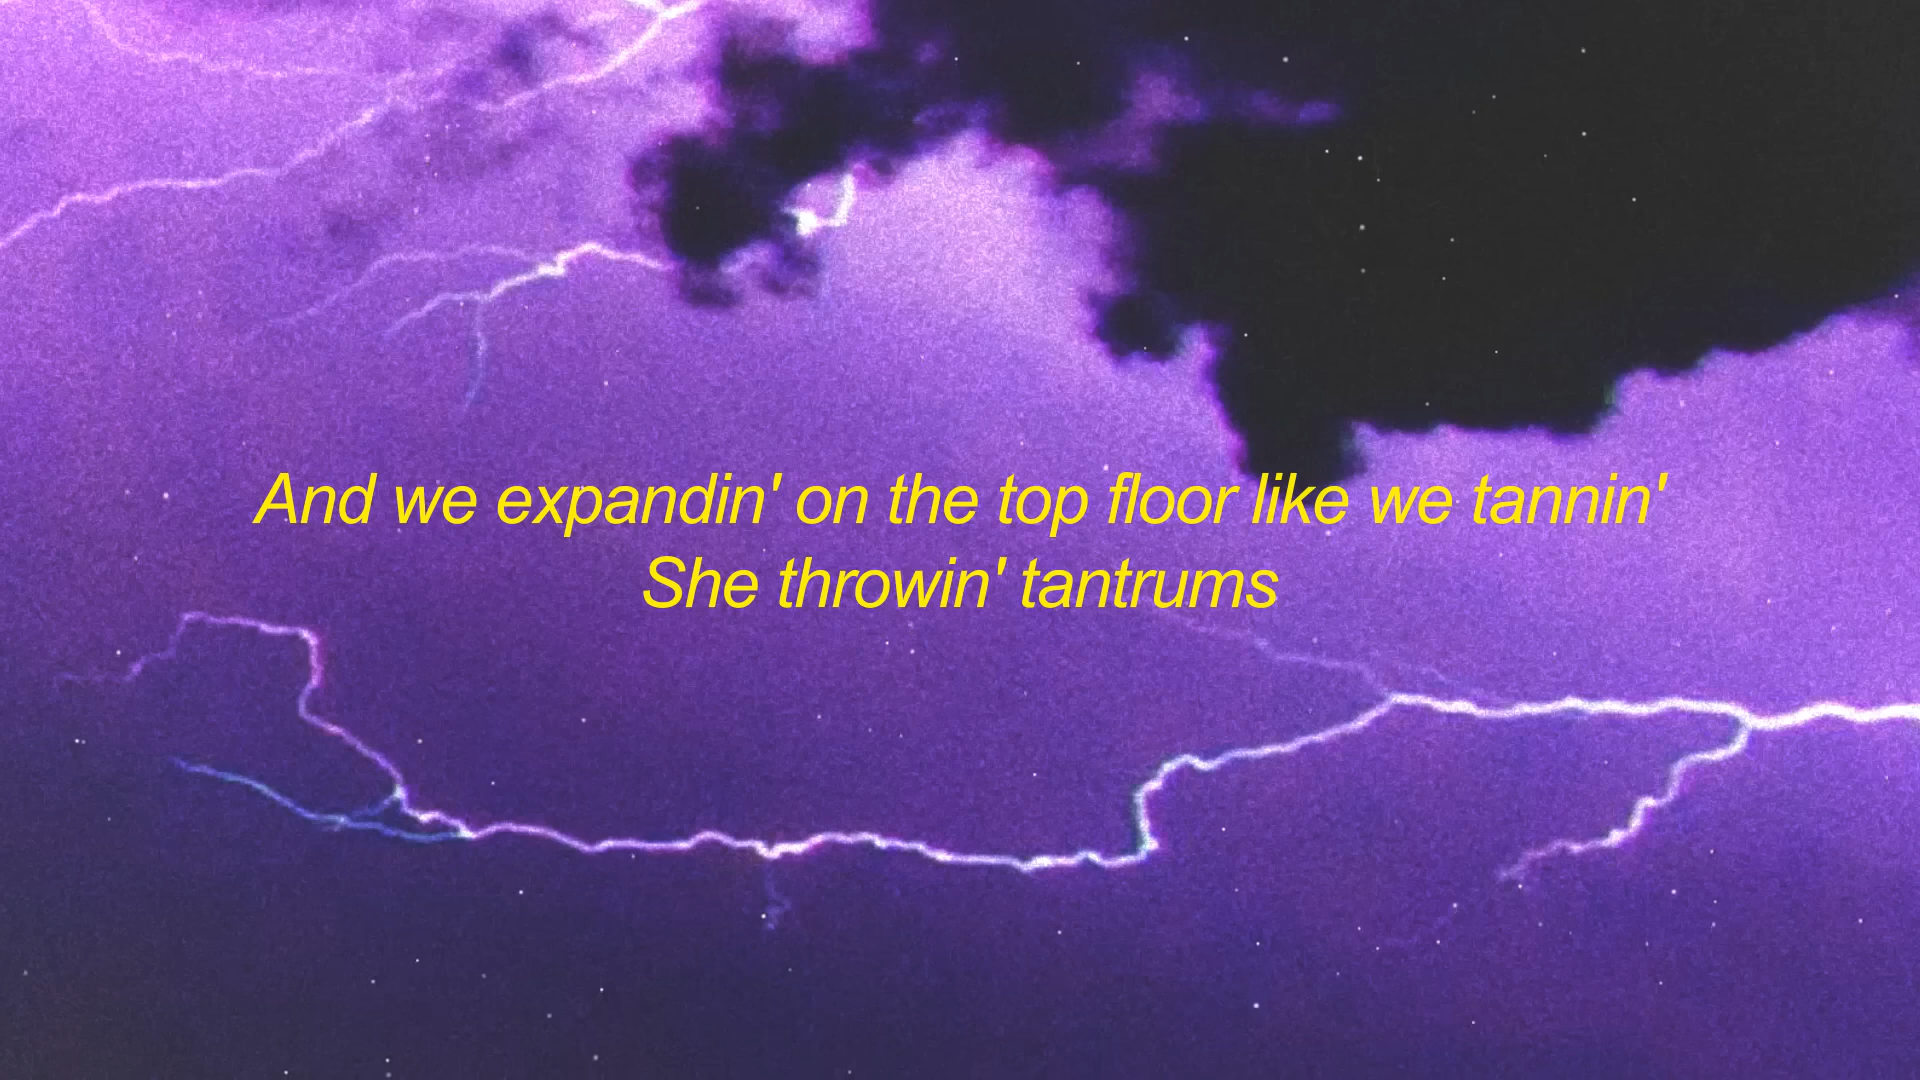 And we expandin' on the top floor like we tannin'
She throwin' tantrums